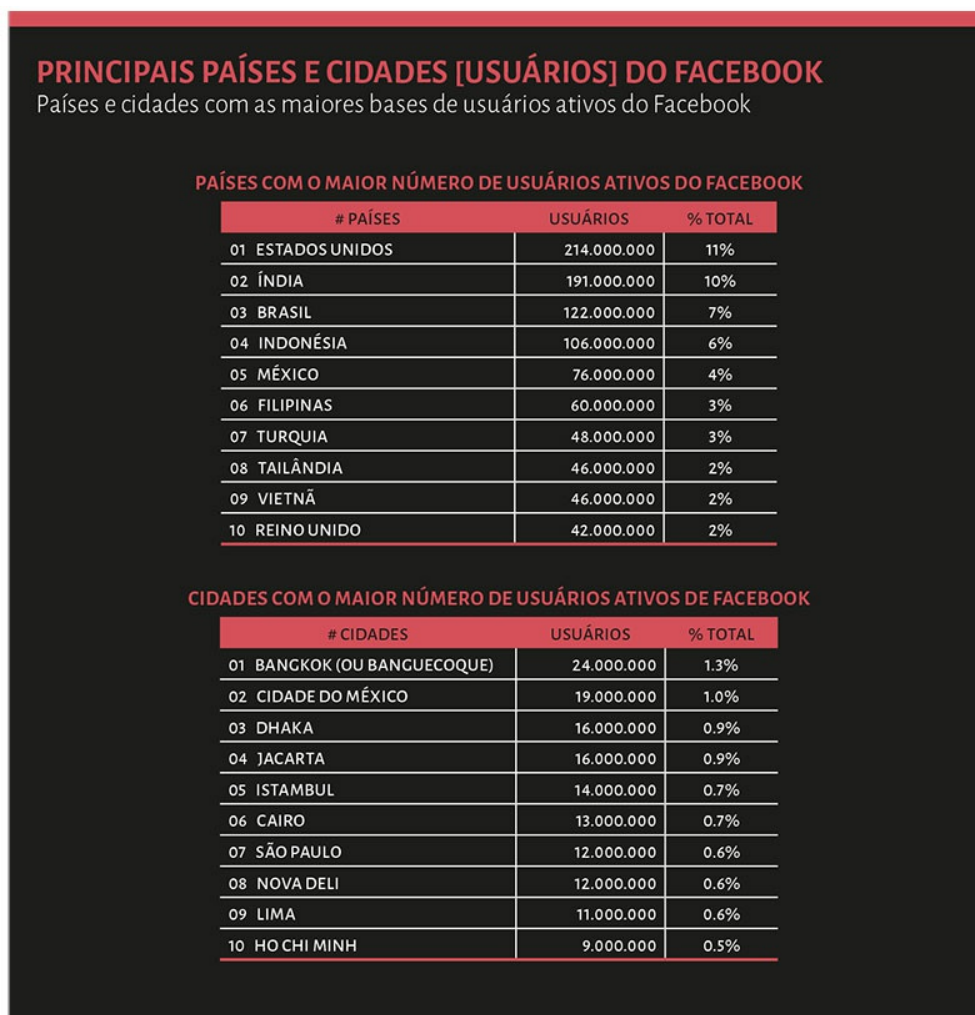 PRINCIPAIS PAÍSES E CIDADES [USUÁRIOS] DO FACEBOOK
Países e cidades com as maiores bases de usuários ativos do Facebook
PAÍSES COM O MAIOR NÚMERO DE USUÁRIOS ATIVOS DO FACEBOOK
# PAÍSES USUÁRIOS % TOTAL
01 ESTADOS UNIDOS 214.000.000 11%
02 ÍNDIA 191.000.000 10%
03 BRASIL 122.000.000 7%
04 INDONÉSIA 106.000.000 6%
05 MÉXICO 76.000.000 4%
06 FILIPINAS 60.000.000 3%
07 TURQUIA 48.000.000 3%
08 TAILÂNDIA 46.000.000 2%
09 VIETNÃ 46.000.000 2%
10 REINO UNIDO 42.000.000 2%
CIDADES COM O MAIOR NÚMERO DE USUÁRIOS ATIVOS DE FACEBOOK
# CIDADES USUÁRIOS % TOTAL
01 BANGKOK (OU BANGUECOQUE) 24.000.000 1.3%
02 CIDADE DO MÉXICO 19.000.000 1.0%
03 DHAKA 16.000.000 0.9%
04 JACARTA 16.000.000 0.9%
05 ISTAMBUL 14.000.000 0.7%
06 CAIRO 13.000.000 0.7%
07 SÃO PAULO 12.000.000 0.6%
08 NOVA DELI 12.000.000 0.6%
09 LIMA 11.000.000 0.6%
10 HO CHI MINH 9.000.000 0.5%